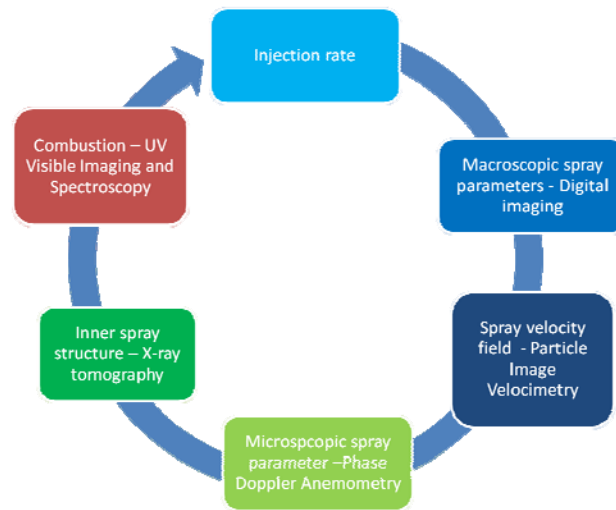 Injection rate
Macroscopic spray
parameters - Digital
imaging
Spray velocity
field - Particle
Image
Velocimetry
Microspcopic spray
parameter –Phase
Doppler Anemometry
Inner spray
structure – X-ray
tomography
Combustion – UV
Visible Imaging and
Spectroscopy